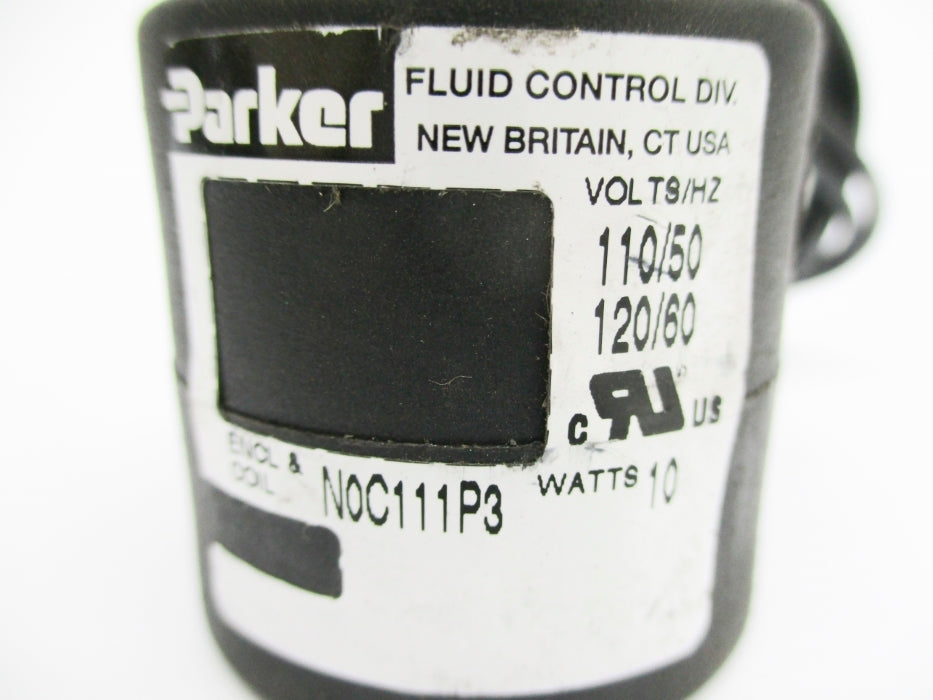 Parker
FLUID CONTROL DIV.
NEW BRITAIN, CT USA
VOLTS/HZ
110/50
120/60
C RU US
ENCL &
COIL N0C111P3
WATTS 10